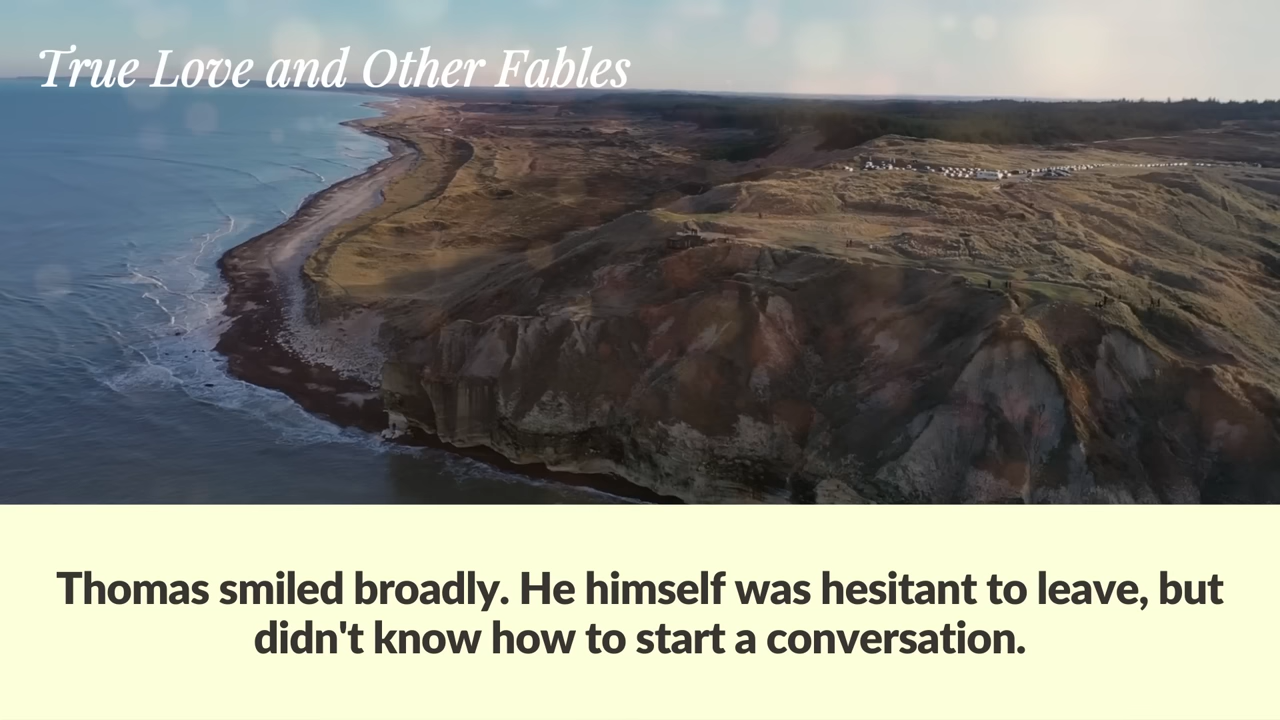 True Love and Other Fables
Thomas smiled broadly. He himself was hesitant to leave, but
didn't know how to start a conversation.